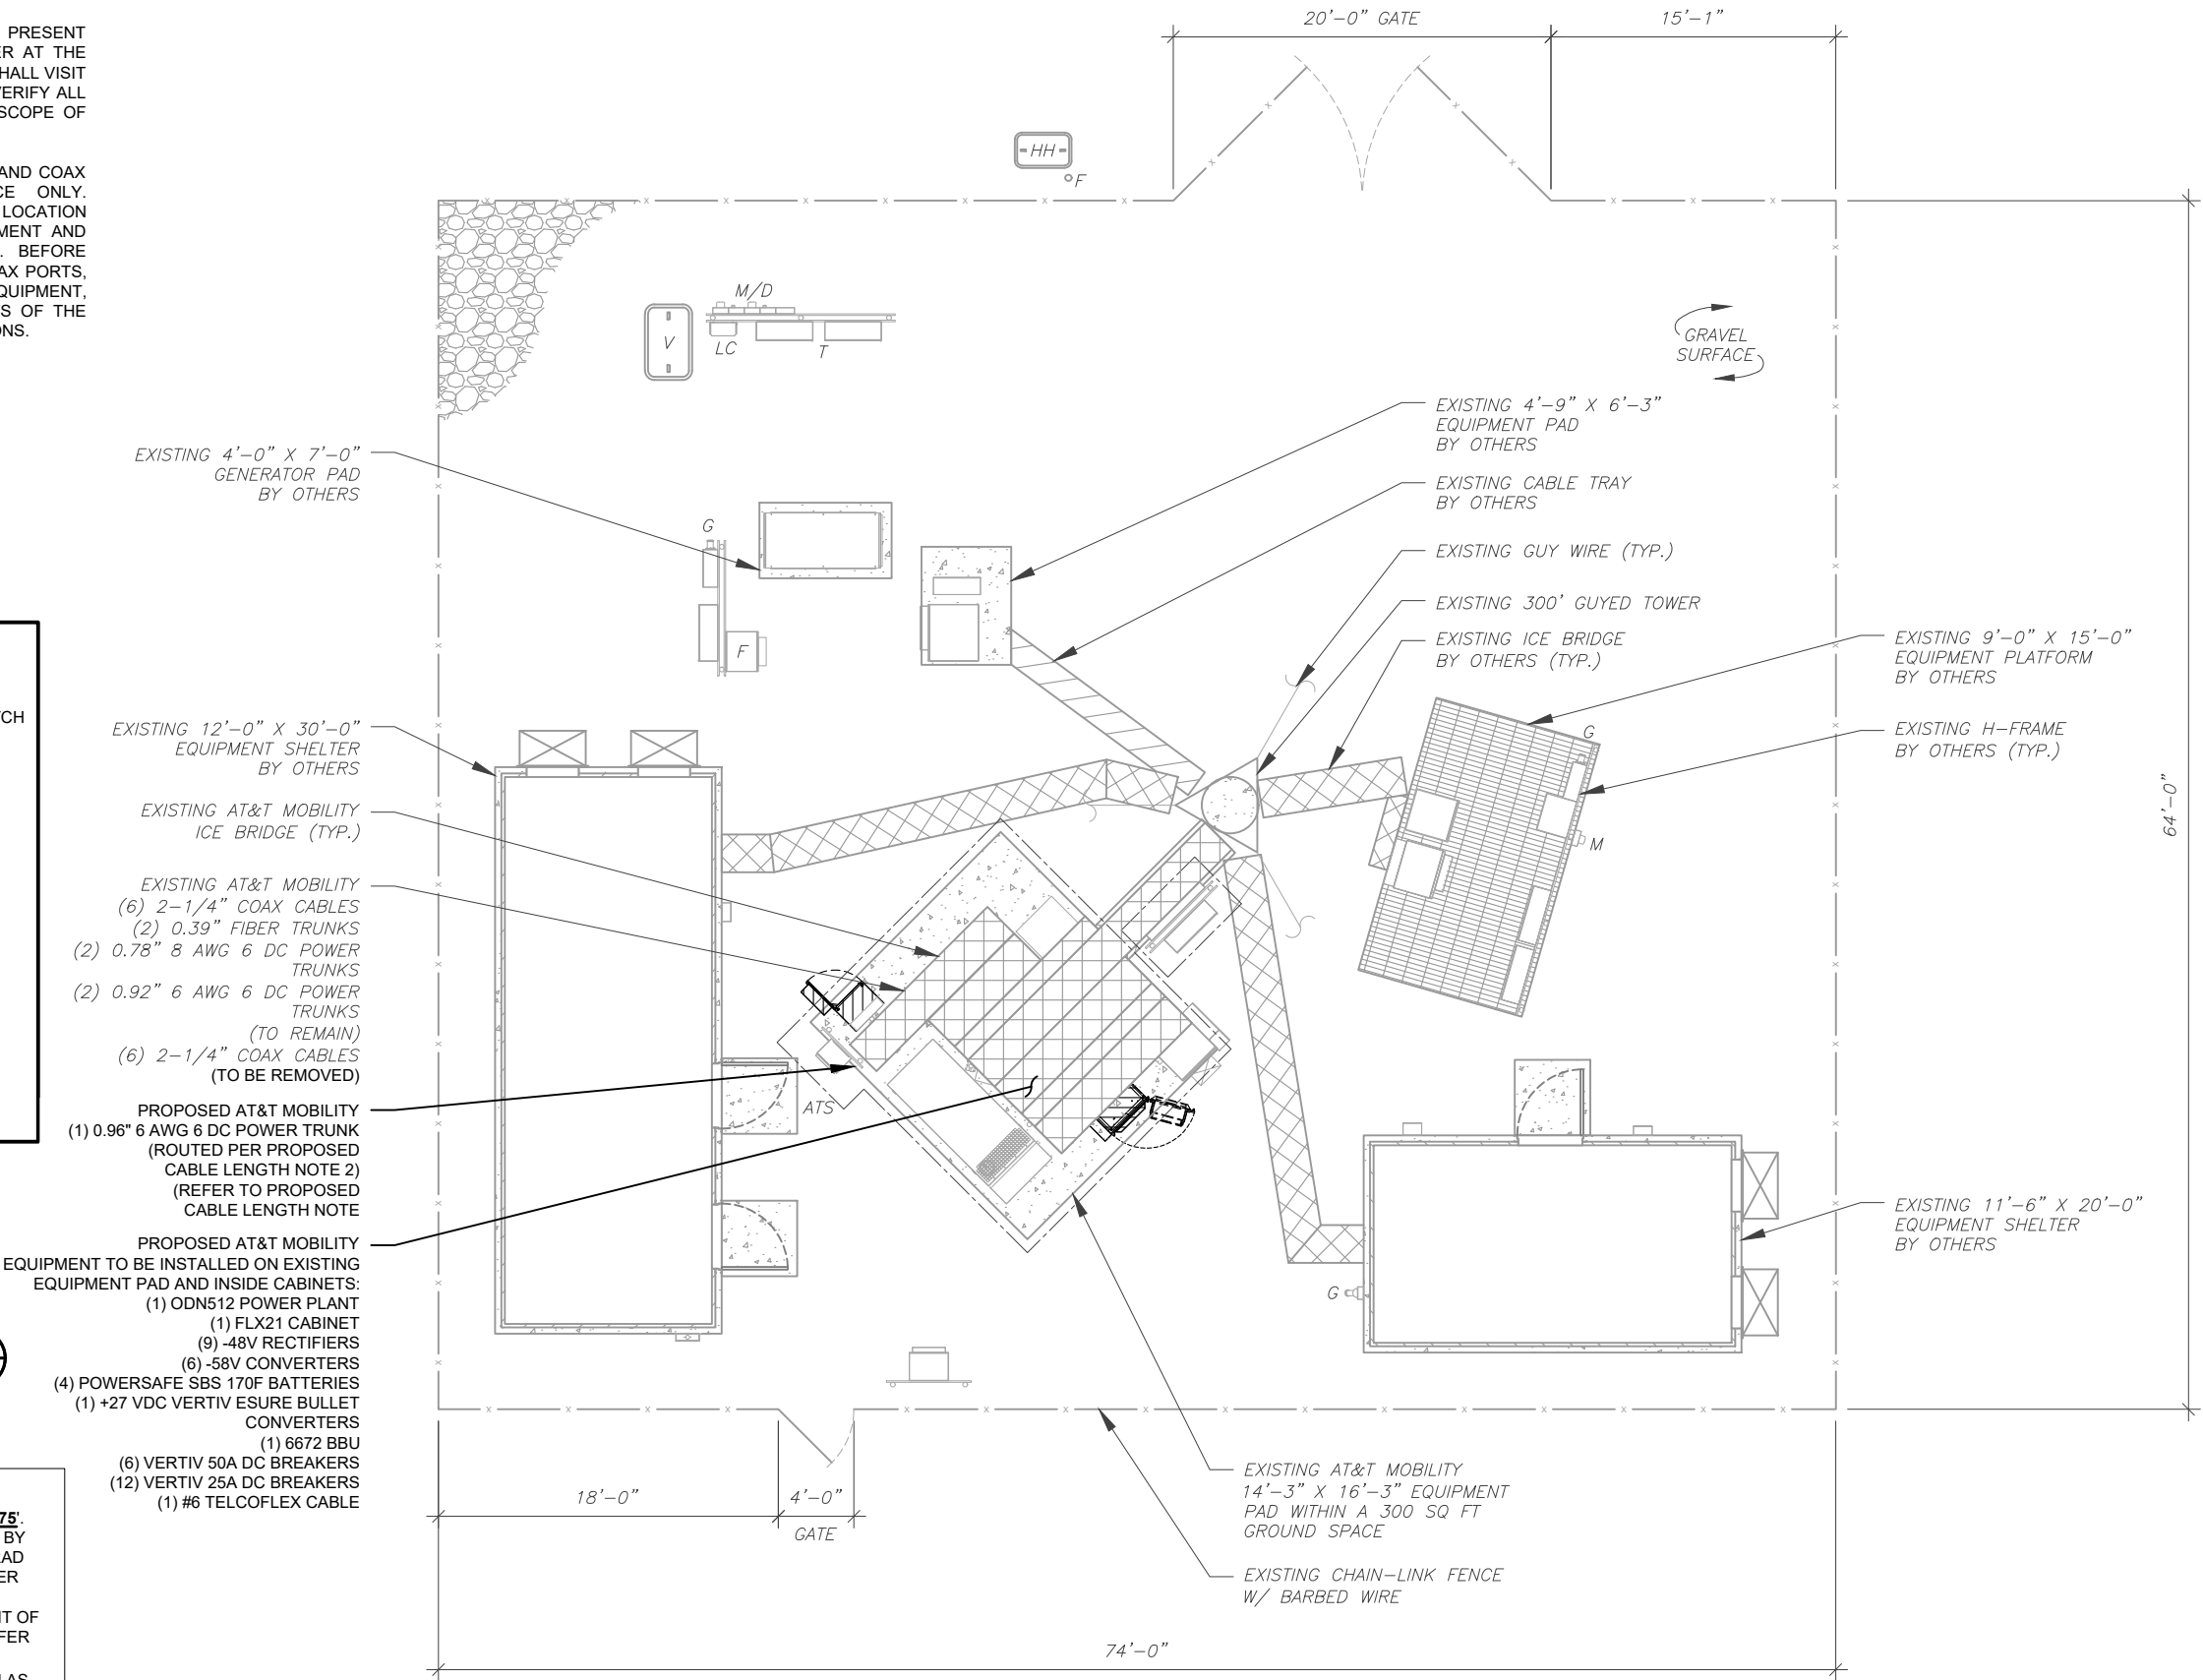 PRESENT
ER AT THE
HALL VISIT
VERIFY ALL
SCOPE OF
AND COAX
CE ONLY.
LOCATION
MENT AND
. BEFORE
AX PORTS,
EQUIPMENT,
S OF THE
ONS.
20'-0" GATE
15'-1"
HH
F
M/D
V
LC
T
GRAVEL
SURFACE
EXISTING 4'-0" X 7'-0"
GENERATOR PAD
BY OTHERS
EXISTING 4'-9" X 6'-3"
EQUIPMENT PAD
BY OTHERS
EXISTING CABLE TRAY
BY OTHERS
G
F
EXISTING GUY WIRE (TYP.)
EXISTING 300' GUYED TOWER
EXISTING ICE BRIDGE
BY OTHERS (TYP.)
EXISTING 9'-0" X 15'-0"
EQUIPMENT PLATFORM
BY OTHERS
EXISTING H-FRAME
BY OTHERS (TYP.)
G
M
64'-0"
TCH
EXISTING 12'-0" X 30'-0"
EQUIPMENT SHELTER
BY OTHERS
EXISTING AT&T MOBILITY
ICE BRIDGE (TYP.)
EXISTING AT&T MOBILITY
(6) 2-1/4" COAX CABLES
(2) 0.39" FIBER TRUNKS
(2) 0.78" 8 AWG 6 DC POWER
TRUNKS
(2) 0.92" 6 AWG 6 DC POWER
TRUNKS
(TO REMAIN)
(6) 2-1/4" COAX CABLES
(TO BE REMOVED)
ATS
PROPOSED AT&T MOBILITY
(1) 0.96" 6 AWG 6 DC POWER TRUNK
(ROUTED PER PROPOSED
CABLE LENGTH NOTE 2)
(REFER TO PROPOSED
CABLE LENGTH NOTE
PROPOSED AT&T MOBILITY
EQUIPMENT TO BE INSTALLED ON EXISTING
EQUIPMENT PAD AND INSIDE CABINETS:
(1) ODN512 POWER PLANT
(1) FLX21 CABINET
(9) -48V RECTIFIERS
(6) -58V CONVERTERS
(4) POWERSAFE SBS 170F BATTERIES
(1) +27 VDC VERTIV ESURE BULLET
CONVERTERS
(1) 6672 BBU
(6) VERTIV 50A DC BREAKERS
(12) VERTIV 25A DC BREAKERS
(1) #6 TELCOFLEX CABLE
G
EXISTING 11'-6" X 20'-0"
EQUIPMENT SHELTER
BY OTHERS
18'-0"
4'-0"
GATE
EXISTING AT&T MOBILITY
14'-3" X 16'-3" EQUIPMENT
PAD WITHIN A 300 SQ FT
GROUND SPACE
EXISTING CHAIN-LINK FENCE
W/ BARBED WIRE
74'-0"
75'.
BY
RAD
ER
NT OF
FER